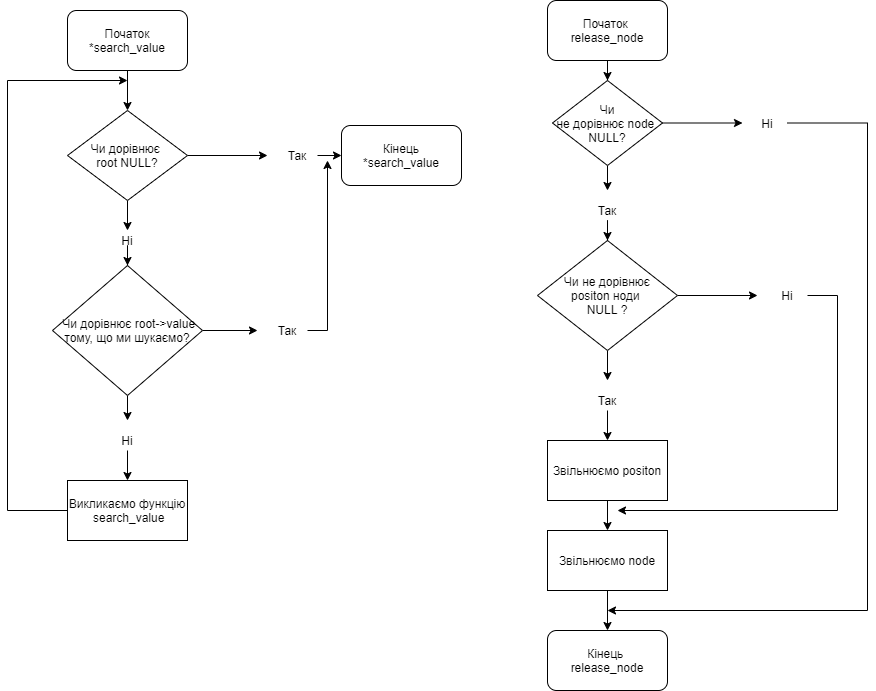 Початок
*search_value
Чи дорівнює
root NULL?
Так
Кінець
*search_value
Ні
Чи дорівнює root->value
тому, що ми шукаємо?
Так
Ні
Викликаємо функцію
search_value
Початок
release_node
Чи
не дорівнює node
NULL?
Ні
Так
Чи не дорівнює
positon ноди
NULL ?
Ні
Так
Звільнюємо positon
Звільнюємо node
Кінець
release_node